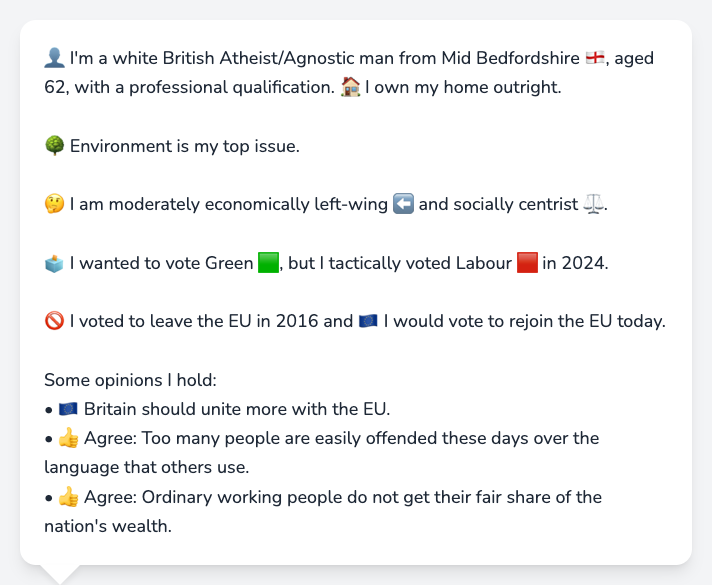 👤 I'm a white British Atheist/Agnostic man from Mid Bedfordshire 🏴󠁧󠁢󠁥󠁮󠁧󠁿, aged
62, with a professional qualification. 🏠 I own my home outright.
🌳 Environment is my top issue.
🤔 I am moderately economically left-wing ⬅️ and socially centrist ⚖️.
🗳️ I wanted to vote Green 🟩, but I tactically voted Labour 🟥 in 2024.
🚫 I voted to leave the EU in 2016 and 🇪🇺 I would vote to rejoin the EU today.
Some opinions I hold:
• 🇪🇺 Britain should unite more with the EU.
• 👍 Agree: Too many people are easily offended these days over the
language that others use.
• 👍 Agree: Ordinary working people do not get their fair share of the
nation's wealth.